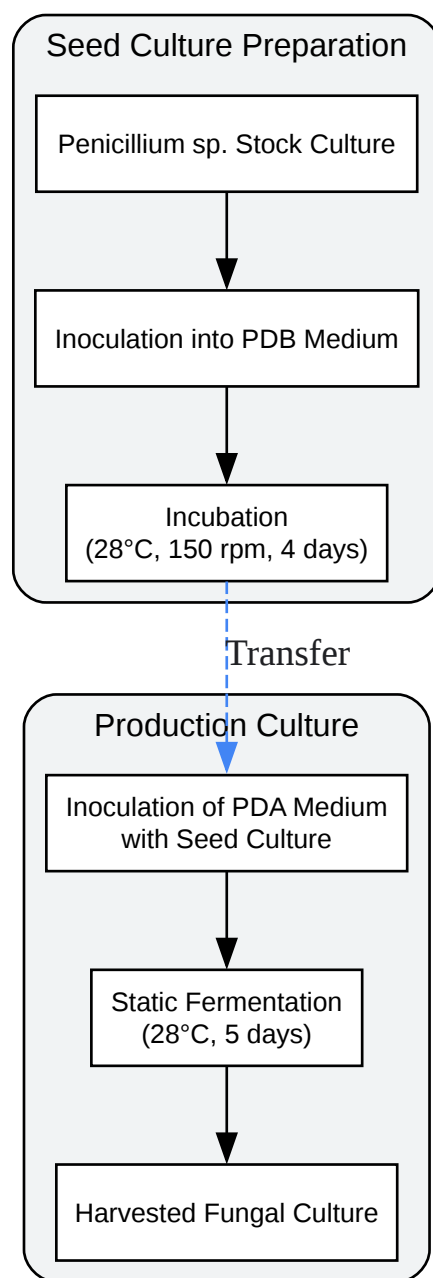 Seed Culture Preparation
Penicillium sp. Stock Culture
Inoculation into PDB Medium
Incubation
(28°C, 150 rpm, 4 days)
Transfer
Production Culture
Inoculation of PDA Medium
with Seed Culture
Static Fermentation
(28°C, 5 days)
Harvested Fungal Culture